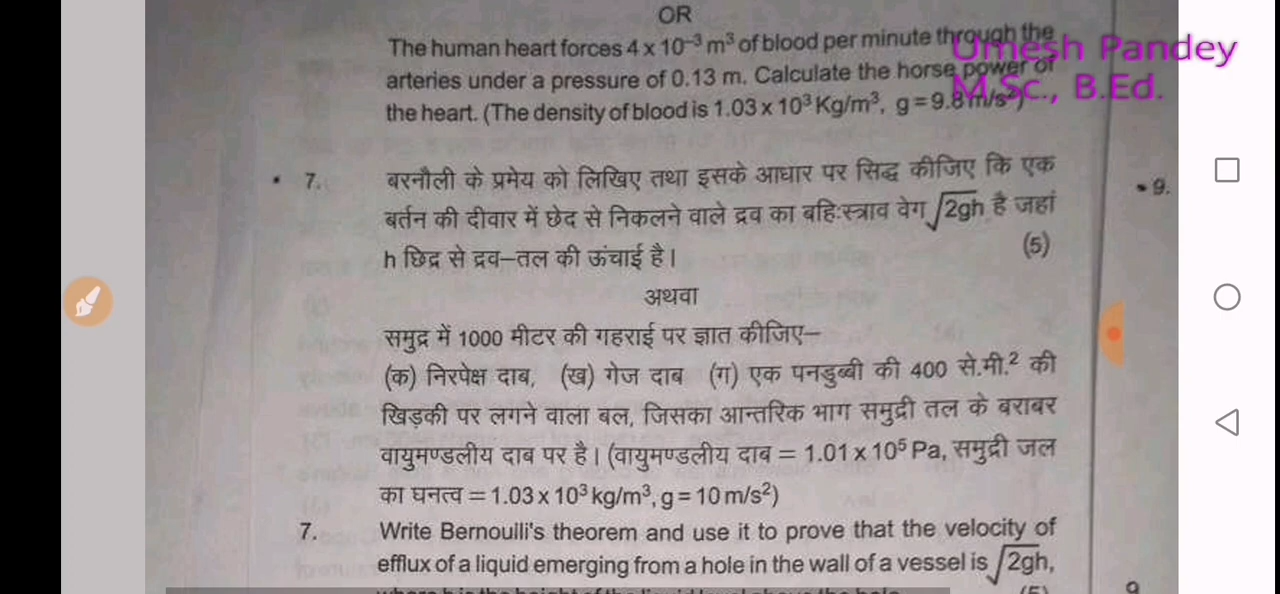 OR
The human heart forces 4 x 10⁻³ m³ of blood per minute through the
Umesh Pandey
arteries under a pressure of 0.13 m. Calculate the horse power of
M.Sc., B.Ed.
the heart. (The density of blood is 1.03 x 10³ Kg/m³, g = 9.8 m/s²)
7. बरनौली के प्रमेय को लिखिए तथा इसके आधार पर सिद्ध कीजिए कि एक
बर्तन की दीवार में छेद से निकलने वाले द्रव का बहिःस्त्राव वेग √2gh है जहां
h छिद्र से द्रव–तल की ऊंचाई है। (5)
अथवा
समुद्र में 1000 मीटर की गहराई पर ज्ञात कीजिए–
(क) निरपेक्ष दाब, (ख) गेज दाब (ग) एक पनडुब्बी की 400 से.मी.² की
खिड़की पर लगने वाला बल, जिसका आन्तरिक भाग समुद्री तल के बराबर
वायुमण्डलीय दाब पर है। (वायुमण्डलीय दाब = 1.01 x 10⁵ Pa, समुद्री जल
का घनत्व = 1.03 x 10³ kg/m³, g = 10 m/s²)
7. Write Bernoulli's theorem and use it to prove that the velocity of
efflux of a liquid emerging from a hole in the wall of a vessel is √2gh,
9.